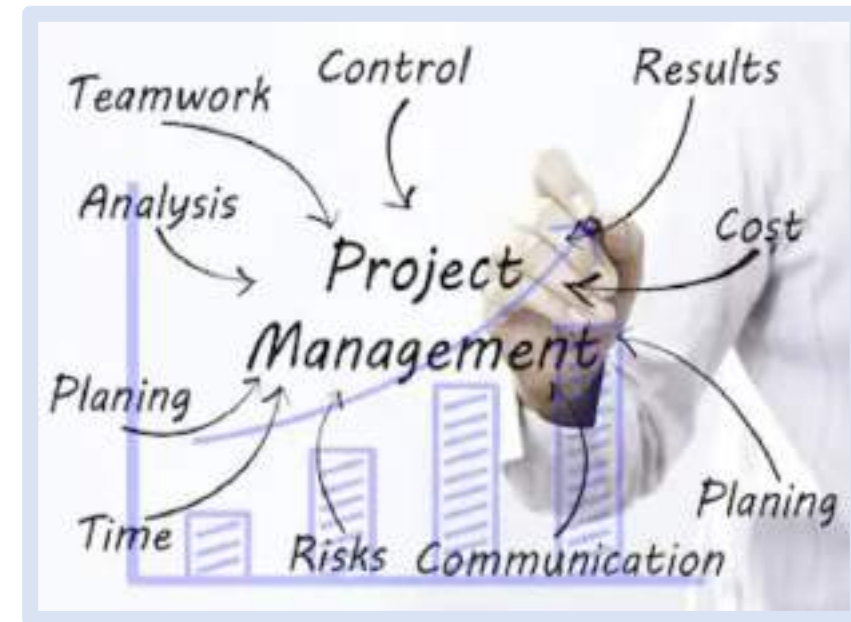 Control
Results
Teamwork
Analysis
Cost
Project
Management
Planing
Planing
Time
Risks
Communication